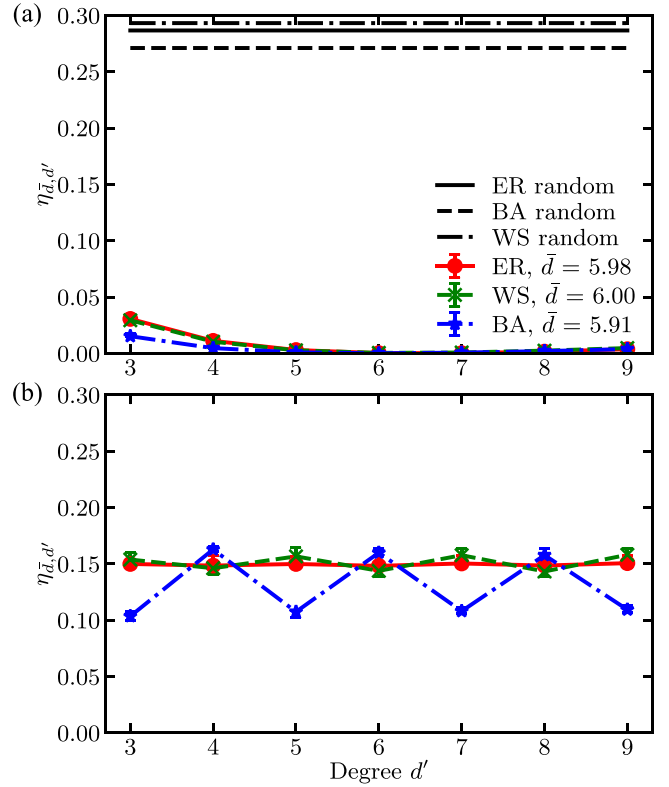 (a)
0.30
0.25
0.20
0.15
0.10
0.05
0.00
η_{d̄,d′}
ER random
BA random
WS random
ER, d̄ = 5.98
WS, d̄ = 6.00
BA, d̄ = 5.91
3 4 5 6 7 8 9
(b)
0.30
0.25
0.20
0.15
0.10
0.05
0.00
η_{d̄,d′}
3 4 5 6 7 8 9
Degree d′